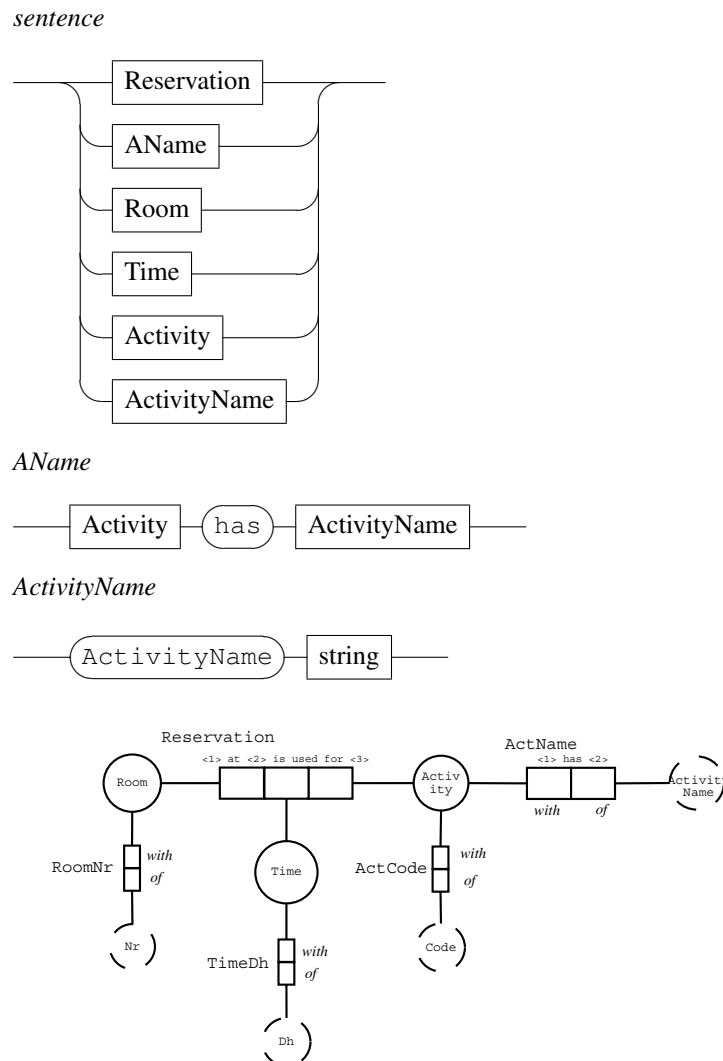 sentence
Reservation
AName
Room
Time
Activity
ActivityName
AName
Activity has ActivityName
ActivityName
ActivityName string
Reservation ActName
<1> at <2> is used for <3> <1> has <2>
Room Activ ity Activity Name
with of
RoomNr with of
Time
ActCode with of
Nr
TimeDh with of
Code
Dh